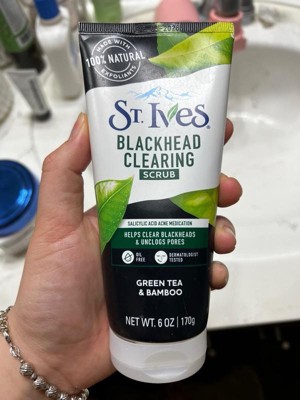 MADE WITH
100% NATURAL
EXFOLIANTS
ST. IVES®
BLACKHEAD
CLEARING
SCRUB
SALICYLIC ACID ACNE MEDICATION
HELPS CLEAR BLACKHEADS
& UNCLOGS PORES
OIL
FREE
DERMATOLOGIST
TESTED
GREEN TEA
& BAMBOO
NET WT. 6 OZ | 170g